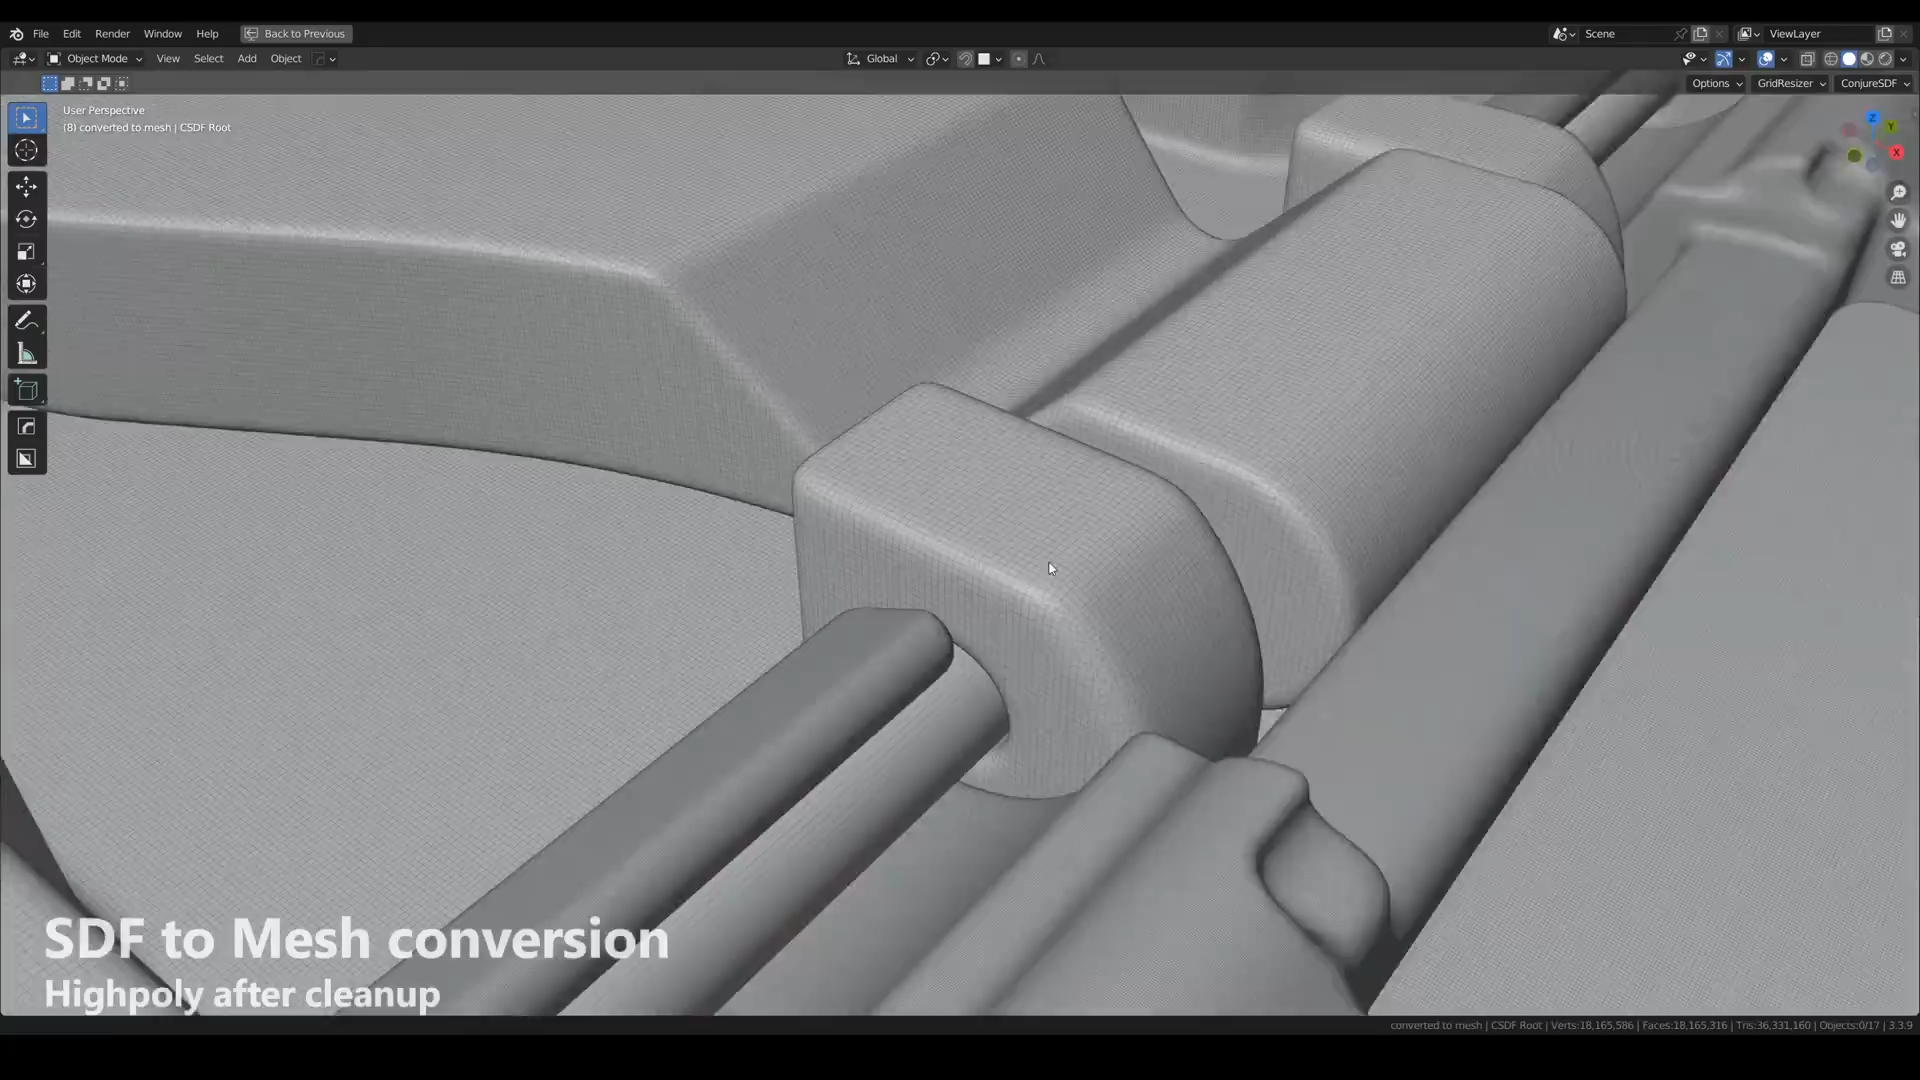 File Edit Render Window Help Back to Previous Scene ViewLayer
Object Mode View Select Add Object Global
Options GridResizer ConjureSDF
User Perspective
(8) converted to mesh | CSDF Root
Z
Y
X
SDF to Mesh conversion
Highpoly after cleanup
converted to mesh | CSDF Root | Verts:18,165,586 | Faces:18,165,316 | Tris:36,331,160 | Objects:0/17 | 3.3.9